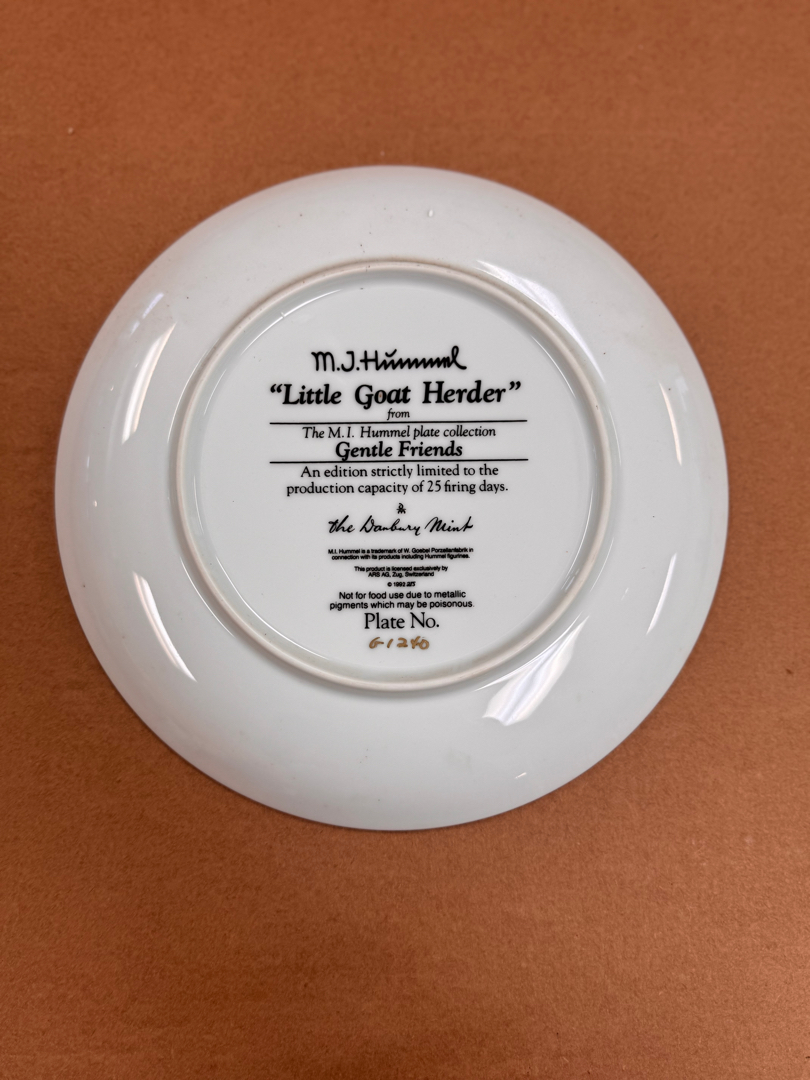 M.J.Hummel
“Little Goat Herder”
from
The M.I. Hummel plate collection
Gentle Friends
An edition strictly limited to the
production capacity of 25 firing days.
the Danbury Mint
M.I. Hummel is a trademark of W. Goebel Porzellanfabrik in
connection with its products including Hummel figurines.
This product is licensed exclusively by
ARS AG, Zug, Switzerland
© 1992 ars
Not for food use due to metallic
pigments which may be poisonous
Plate No.
G1240